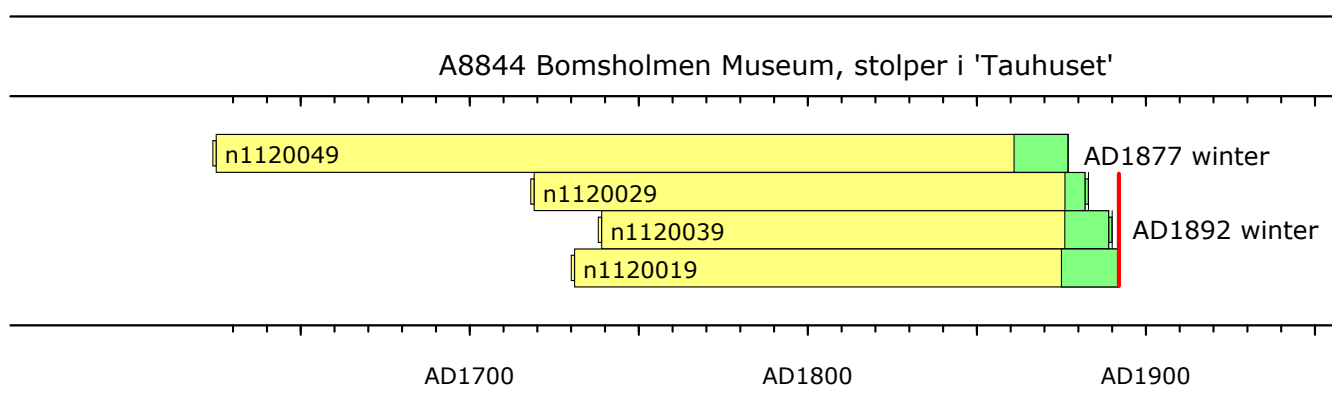 A8844 Bomsholmen Museum, stolper i 'Tauhuset'
n1120049 AD1877 winter
n1120029
n1120039 AD1892 winter
n1120019
AD1700 AD1800 AD1900